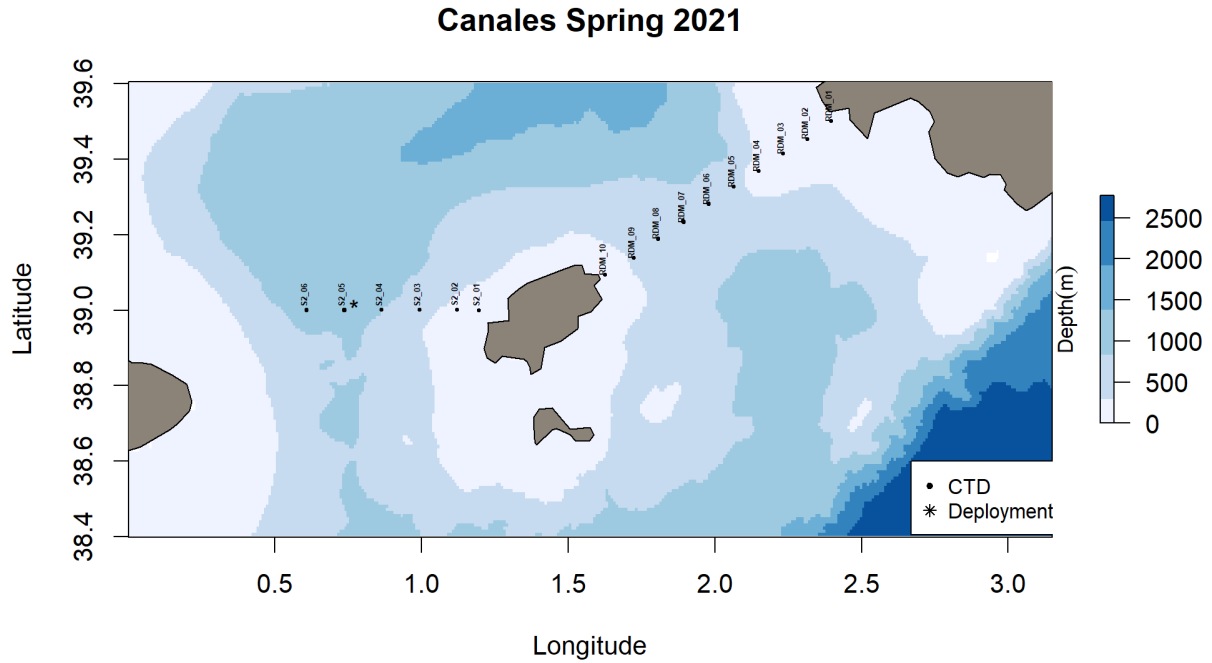 Canales Spring 2021
39.6
39.4
39.2
39.0
38.8
38.6
38.4
Latitude
RDM_01
RDM_02
RDM_03
RDM_04
RDM_05
RDM_06
RDM_07
RDM_08
RDM_09
RDM_10
S2_06
S2_05
S2_04
S2_03
S2_02
S2_01
Depth(m)
2500
2000
1500
1000
500
0
CTD
Deployment
0.5 1.0 1.5 2.0 2.5 3.0
Longitude